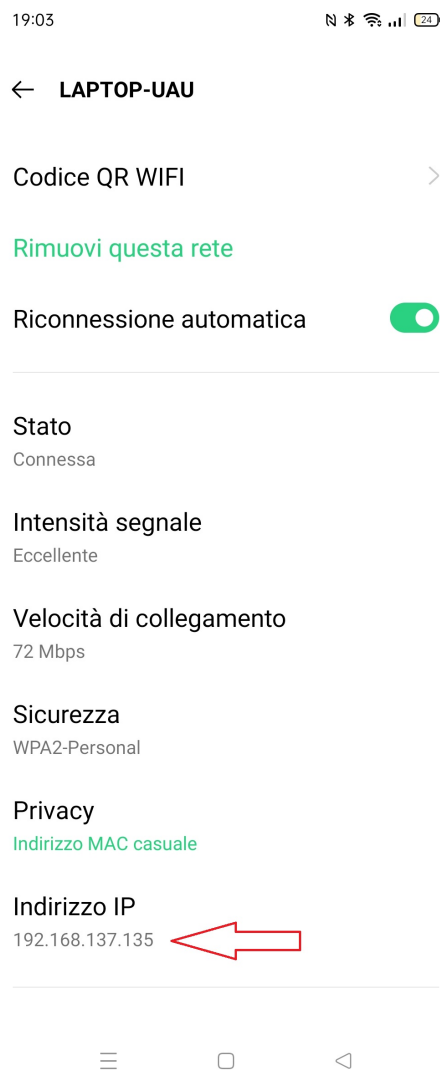 19:03
24
LAPTOP-UAU
Codice QR WIFI
Rimuovi questa rete
Riconnessione automatica
Stato
Connessa
Intensità segnale
Eccellente
Velocità di collegamento
72 Mbps
Sicurezza
WPA2-Personal
Privacy
Indirizzo MAC casuale
Indirizzo IP
192.168.137.135